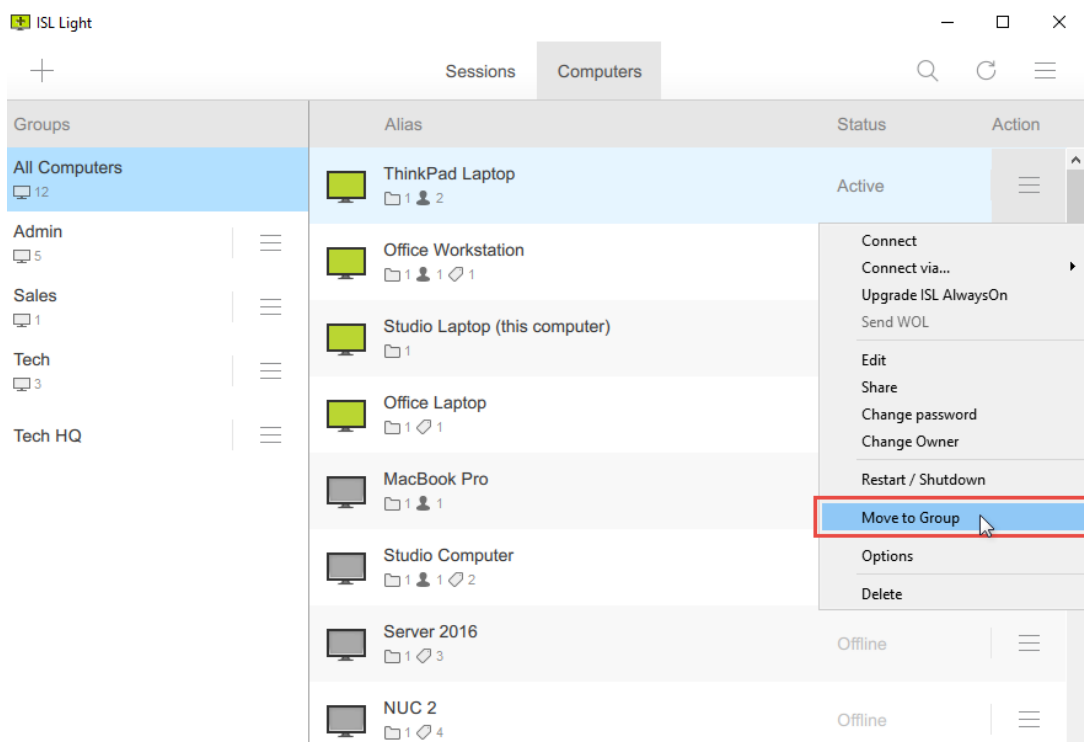 ISL Light
Sessions Computers
Groups Alias Status Action
All Computers
12
Admin
5
Sales
1
Tech
3
Tech HQ
ThinkPad Laptop
1 2
Active
Office Workstation
1 1 1
Studio Laptop (this computer)
1
Office Laptop
1 1
MacBook Pro
1 1
Studio Computer
1 1 2
Server 2016
1 3
Offline
NUC 2
1 4
Offline
Connect
Connect via...
Upgrade ISL AlwaysOn
Send WOL
Edit
Share
Change password
Change Owner
Restart / Shutdown
Move to Group
Options
Delete